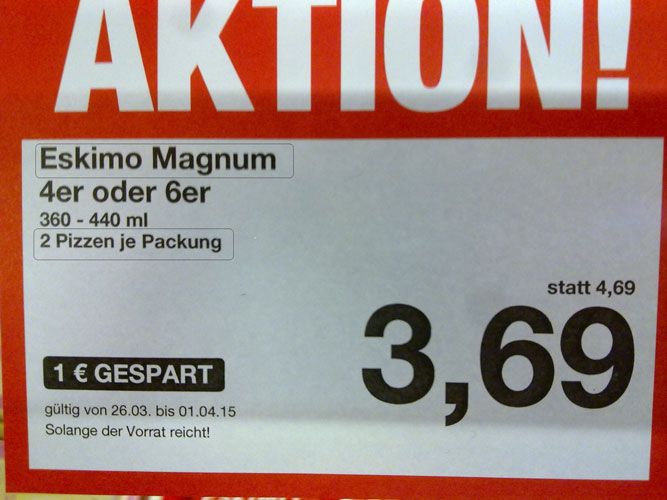 AKTION!
Eskimo Magnum
4er oder 6er
360 - 440 ml
2 Pizzen je Packung
statt 4,69
3,69
1 € GESPART
gültig von 26.03. bis 01.04.15
Solange der Vorrat reicht!